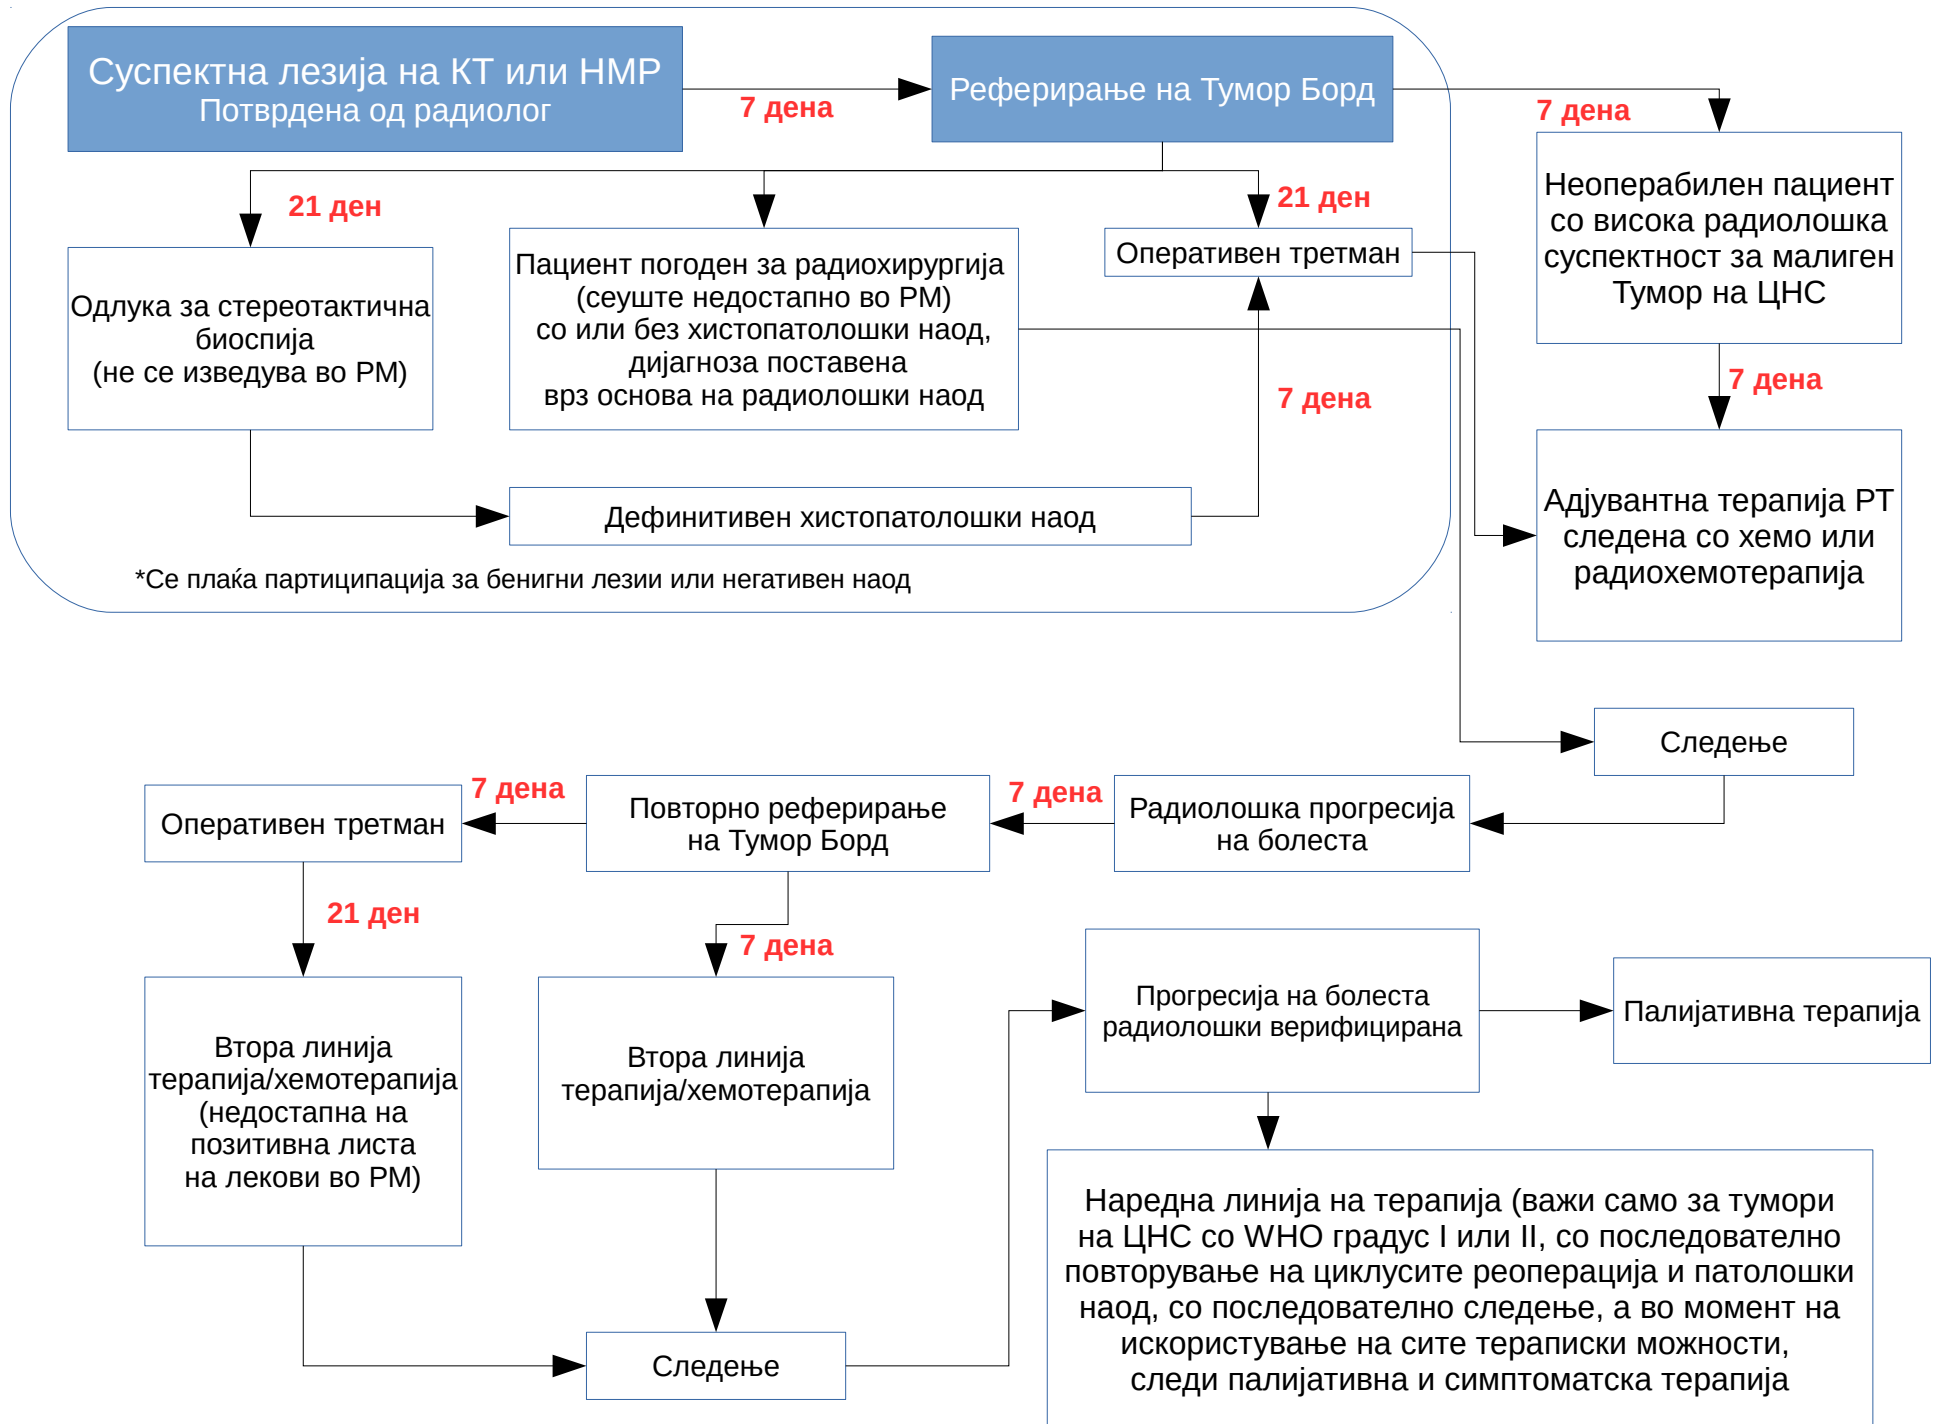 Суспектна лезија на КТ или НМР
Потврдена од радиолог
7 дена
Реферирање на Тумор Борд
7 дена
21 ден
21 ден
Неоперабилен пациент
со висока радиолошка
суспектност за малиген
Тумор на ЦНС
Одлука за стереотактична
биоспија
(не се изведува во РМ)
Пациент погоден за радиохирургија
(сеуште недостапно во РМ)
со или без хистопатолошки наод,
дијагноза поставена
врз основа на радиолошки наод
Оперативен третман
7 дена
7 дена
Дефинитивен хистопатолошки наод
Адјувантна терапија РТ
следена со хемо или
радиохемотерапија
*Се плаќа партиципација за бенигни лезии или негативен наод
Следење
Оперативен третман
7 дена
Повторно реферирање
на Тумор Борд
7 дена
Радиолошка прогресија
на болеста
21 ден
7 дена
Втора линија
терапија/хемотерапија
(недостапна на
позитивна листа
на лекови во РМ)
Втора линија
терапија/хемотерапија
Прогресија на болеста
радиолошки верифицирана
Палијативна терапија
Следење
Наредна линија на терапија (важи само за тумори
на ЦНС со WHO градус I или II, со последователно
повторување на циклусите реоперација и патолошки
наод, со последователно следење, а во момент на
искористување на сите тераписки можности,
следи палијативна и симптоматска терапија